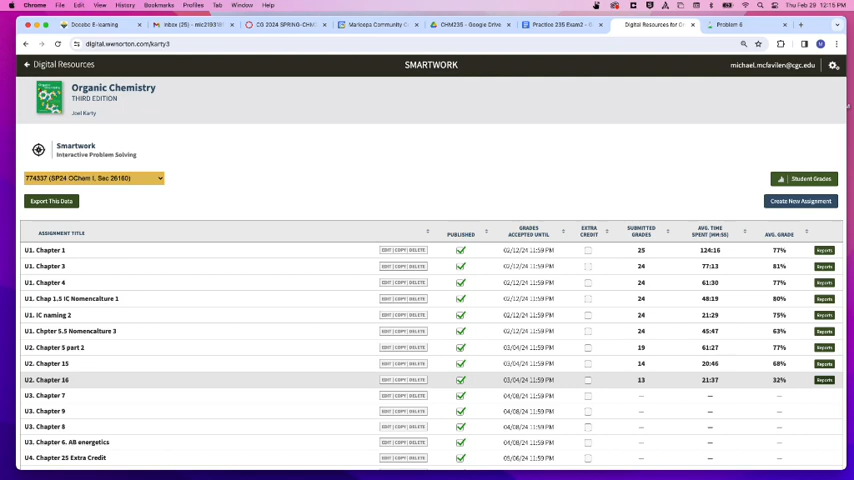 Chrome File Edit View History Bookmarks Profiles Tab Window Help Thu Feb 29 12:15 PM
Docebo E-learning
CG 2024 SPRING-CHM
Maricopa Community C
CHM235 - Google Drive
Practice 235 Exam2 - G
Digital Resources for Or
Problem 6
digital.wwnorton.com/karty3
Digital Resources SMARTWORK michael.mcfavilen@cgc.edu
Organic Chemistry
THIRD EDITION
Joel Karty
Smartwork
Interactive Problem Solving
774337 (SP24 OChem I, Sec 26160) Student Grades
Export This Data Create New Assignment
ASSIGNMENT TITLE PUBLISHED GRADES ACCEPTED UNTIL EXTRA CREDIT SUBMITTED GRADES AVG. TIME SPENT [MM:SS] AVG. GRADE
U1. Chapter 1 EDIT | COPY | DELETE 02/12/24 11:59 PM 25 124:16 77% Reports
U1. Chapter 3 EDIT | COPY | DELETE 02/12/24 11:59 PM 24 77:13 81% Reports
U1. Chapter 4 EDIT | COPY | DELETE 02/12/24 11:59 PM 24 61:30 77% Reports
U1. Chap 1.5 IC Nomencalture 1 EDIT | COPY | DELETE 02/12/24 11:59 PM 24 48:19 80% Reports
U1. IC naming 2 EDIT | COPY | DELETE 02/12/24 11:59 PM 24 21:29 75% Reports
U1. Chpter 5.5 Nomencalture 3 EDIT | COPY | DELETE 02/12/24 11:59 PM 24 45:47 63% Reports
U2. Chapter 5 part 2 EDIT | COPY | DELETE 03/04/24 11:59 PM 19 61:27 77% Reports
U2. Chapter 15 EDIT | COPY | DELETE 03/04/24 11:59 PM 14 20:46 68% Reports
U2. Chapter 16 EDIT | COPY | DELETE 03/04/24 11:59 PM 13 21:37 32% Reports
U3. Chapter 7 EDIT | COPY | DELETE 04/08/24 11:59 PM — — —
U3. Chapter 9 EDIT | COPY | DELETE 04/08/24 11:59 PM — — —
U3. Chapter 8 EDIT | COPY | DELETE 04/08/24 11:59 PM — — —
U3. Chapter 6. AB energetics EDIT | COPY | DELETE 04/08/24 11:59 PM — — —
U4. Chapter 25 Extra Credit EDIT | COPY | DELETE 05/06/24 11:59 PM — — —